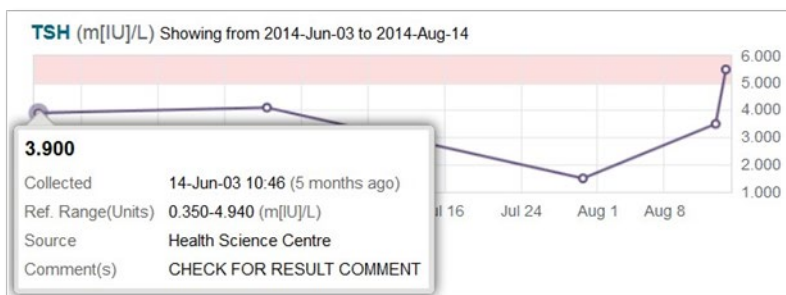 TSH (m[IU]/L) Showing from 2014-Jun-03 to 2014-Aug-14
6.000
5.000
4.000
3.000
2.000
1.000
3.900
Collected 14-Jun-03 10:46 (5 months ago)
Ref. Range(Units) 0.350-4.940 (m[IU]/L)
Source Health Science Centre
Comment(s) CHECK FOR RESULT COMMENT
16 Jul 24 Aug 1 Aug 8